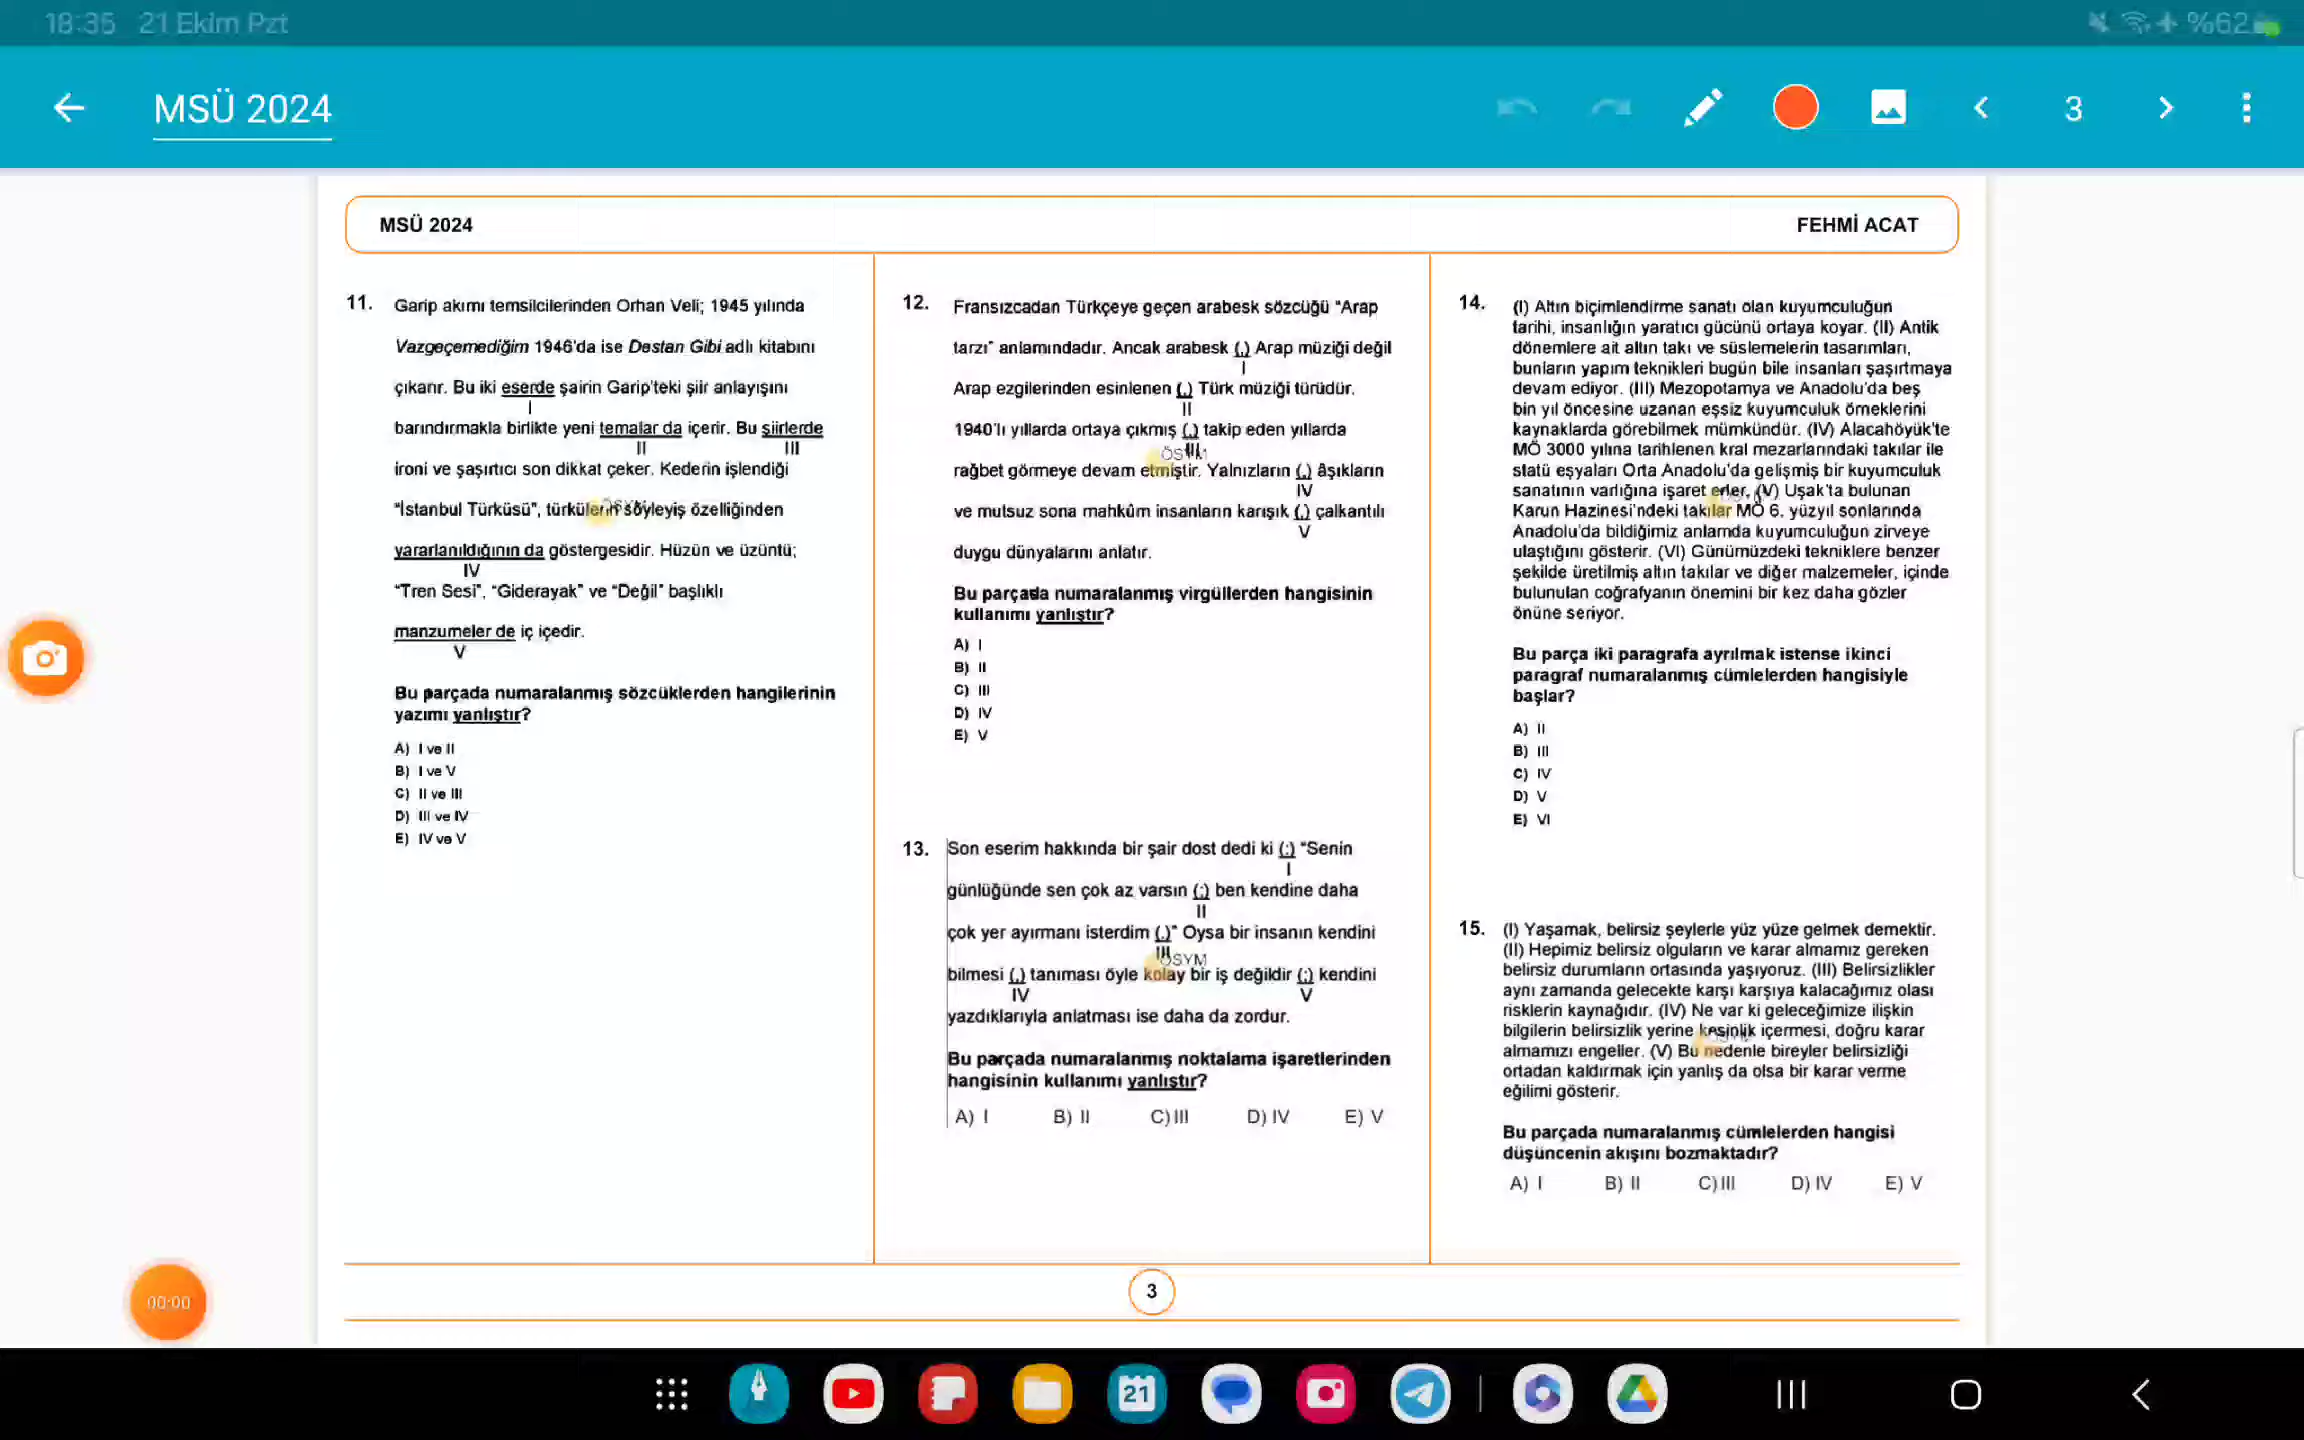 18:35 21 Ekim Pzt
%62
MSÜ 2024
3
MSÜ 2024
FEHMİ ACAT
11. Garip akımı temsilcilerinden Orhan Veli; 1945 yılında
Vazgeçemediğim 1946'da ise Destan Gibi adlı kitabını
çıkarır. Bu iki eserde şairin Garip'teki şiir anlayışını
I
barındırmakla birlikte yeni temalar da içerir. Bu şiirlerde
II III
ironi ve şaşırtıcı son dikkat çeker. Kederin işlendiği
"İstanbul Türküsü", türkülerin söyleyiş özelliğinden
yararlanıldığının da göstergesidir. Hüzün ve üzüntü;
IV
"Tren Sesi", "Giderayak" ve "Değil" başlıklı
manzumeler de iç içedir.
V
Bu parçada numaralanmış sözcüklerden hangilerinin
yazımı yanlıştır?
A) I ve II
B) I ve V
C) II ve III
D) III ve IV
E) IV ve V
12. Fransızcadan Türkçeye geçen arabesk sözcüğü "Arap
tarzı" anlamındadır. Ancak arabesk (,) Arap müziği değil
I
Arap ezgilerinden esinlenen (,) Türk müziği türüdür.
II
1940'lı yıllarda ortaya çıkmış (,) takip eden yıllarda
III
ÖSYM
rağbet görmeye devam etmiştir. Yalnızların (,) âşıkların
IV
ve mutsuz sona mahkûm insanların karışık (,) çalkantılı
V
duygu dünyalarını anlatır.
Bu parçada numaralanmış virgüllerden hangisinin
kullanımı yanlıştır?
A) I
B) II
C) III
D) IV
E) V
13. Son eserim hakkında bir şair dost dedi ki (:) "Senin
I
günlüğünde sen çok az varsın (;) ben kendine daha
II
çok yer ayırmanı isterdim (.)" Oysa bir insanın kendini
III
ÖSYM
bilmesi (,) tanıması öyle kolay bir iş değildir (;) kendini
IV V
yazdıklarıyla anlatması ise daha da zordur.
Bu parçada numaralanmış noktalama işaretlerinden
hangisinin kullanımı yanlıştır?
A) I B) II C) III D) IV E) V
14. (I) Altın biçimlendirme sanatı olan kuyumculuğun
tarihi, insanlığın yaratıcı gücünü ortaya koyar. (II) Antik
dönemlere ait altın takı ve süslemelerin tasarımları,
bunların yapım teknikleri bugün bile insanları şaşırtmaya
devam ediyor. (III) Mezopotamya ve Anadolu'da beş
bin yıl öncesine uzanan eşsiz kuyumculuk örneklerini
kaynaklarda görebilmek mümkündür. (IV) Alacahöyük'te
MÖ 3000 yılına tarihlenen kral mezarlarındaki takılar ile
statü eşyaları Orta Anadolu'da gelişmiş bir kuyumculuk
sanatının varlığına işaret eder. (V) Uşak'ta bulunan
Karun Hazinesi'ndeki takılar MÖ 6. yüzyıl sonlarında
Anadolu'da bildiğimiz anlamda kuyumculuğun zirveye
ulaştığını gösterir. (VI) Günümüzdeki tekniklere benzer
şekilde üretilmiş altın takılar ve diğer malzemeler, içinde
bulunulan coğrafyanın önemini bir kez daha gözler
önüne seriyor.
Bu parça iki paragrafa ayrılmak istense ikinci
paragraf numaralanmış cümlelerden hangisiyle
başlar?
A) II
B) III
C) IV
D) V
E) VI
15. (I) Yaşamak, belirsiz şeylerle yüz yüze gelmek demektir.
(II) Hepimiz belirsiz olguların ve karar almamız gereken
belirsiz durumların ortasında yaşıyoruz. (III) Belirsizlikler
aynı zamanda gelecekte karşı karşıya kalacağımız olası
risklerin kaynağıdır. (IV) Ne var ki geleceğimize ilişkin
bilgilerin belirsizlik yerine kesinlik içermesi, doğru karar
almamızı engeller. (V) Bu nedenle bireyler belirsizliği
ortadan kaldırmak için yanlış da olsa bir karar verme
eğilimi gösterir.
Bu parçada numaralanmış cümlelerden hangisi
düşüncenin akışını bozmaktadır?
A) I B) II C) III D) IV E) V
3
00:00
21